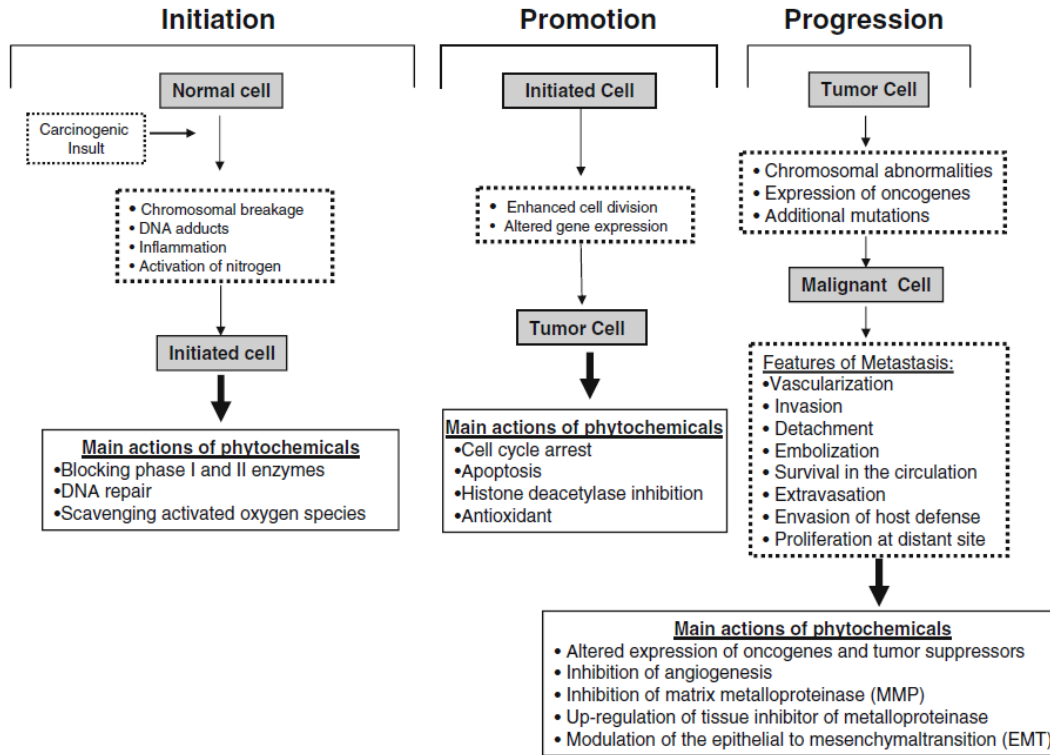 Initiation
Normal cell
Carcinogenic
Insult
• Chromosomal breakage
• DNA adducts
• Inflammation
• Activation of nitrogen
Initiated cell
Main actions of phytochemicals
•Blocking phase I and II enzymes
•DNA repair
•Scavenging activated oxygen species
Promotion
Initiated Cell
• Enhanced cell division
• Altered gene expression
Tumor Cell
Main actions of phytochemicals
•Cell cycle arrest
•Apoptosis
•Histone deacetylase inhibition
•Antioxidant
Progression
Tumor Cell
• Chromosomal abnormalities
• Expression of oncogenes
• Additional mutations
Malignant Cell
Features of Metastasis:
•Vascularization
• Invasion
• Detachment
• Embolization
• Survival in the circulation
• Extravasation
• Envasion of host defense
• Proliferation at distant site
Main actions of phytochemicals
• Altered expression of oncogenes and tumor suppressors
• Inhibition of angiogenesis
• Inhibition of matrix metalloproteinase (MMP)
• Up-regulation of tissue inhibitor of metalloproteinase
• Modulation of the epithelial to mesenchymaltransition (EMT)